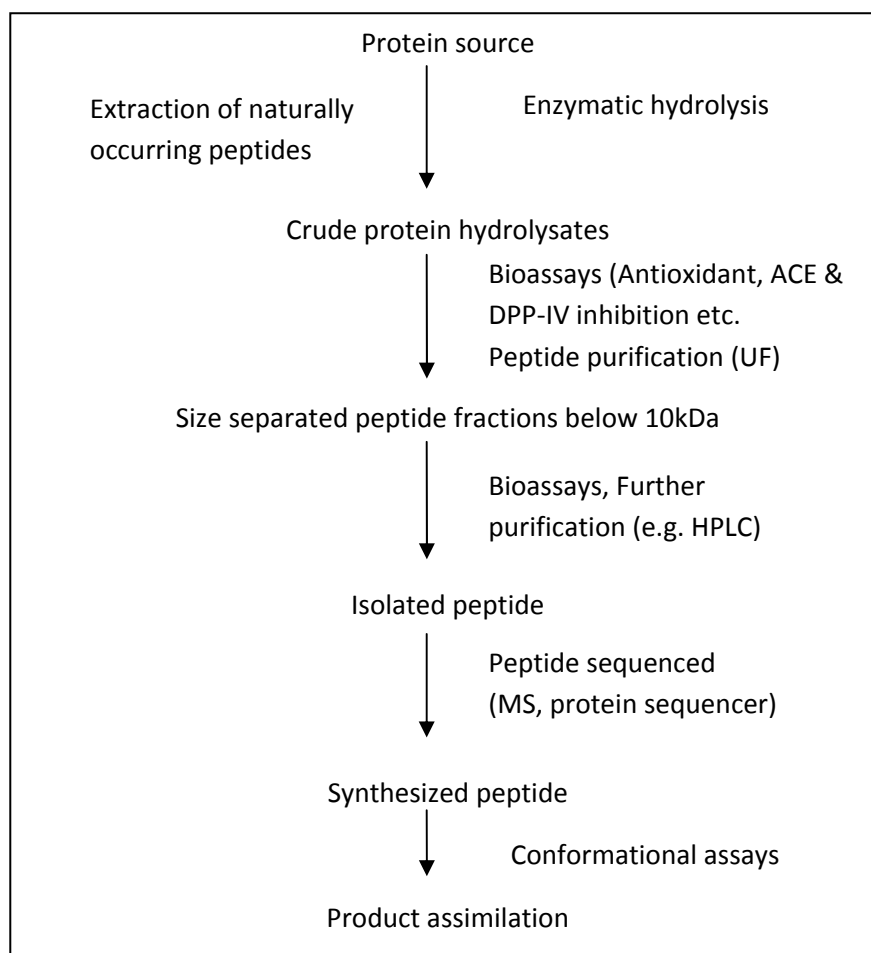 Protein source
Extraction of naturally
occurring peptides
Enzymatic hydrolysis
Crude protein hydrolysates
Bioassays (Antioxidant, ACE &
DPP-IV inhibition etc.
Peptide purification (UF)
Size separated peptide fractions below 10kDa
Bioassays, Further
purification (e.g. HPLC)
Isolated peptide
Peptide sequenced
(MS, protein sequencer)
Synthesized peptide
Conformational assays
Product assimilation